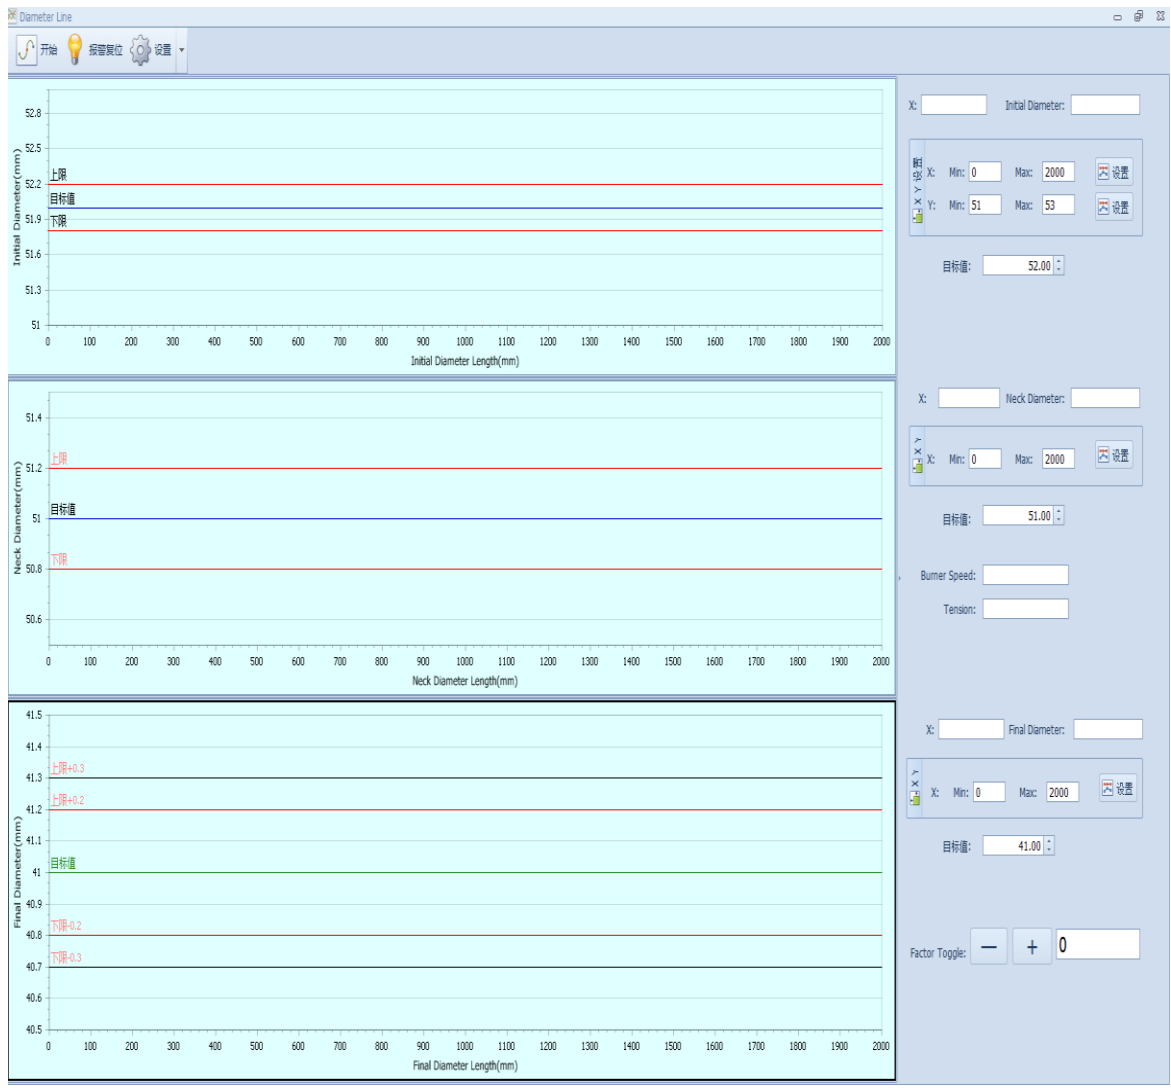 Diameter Line
开始 报警复位 设置
52.8
52.5
52.2
51.9
51.6
51.3
51
Initial Diameter(mm)
上限
目标值
下限
0 100 200 300 400 500 600 700 800 900 1000 1100 1200 1300 1400 1500 1600 1700 1800 1900 2000
Initial Diameter Length(mm)
X: Initial Diameter:
X Y 设置
X: Min: 0 Max: 2000 设置
Y: Min: 51 Max: 53 设置
目标值: 52.00
51.4
51.2
51
50.8
50.6
Neck Diameter(mm)
上限
目标值
下限
0 100 200 300 400 500 600 700 800 900 1000 1100 1200 1300 1400 1500 1600 1700 1800 1900 2000
Neck Diameter Length(mm)
X: Neck Diameter:
X Y
X: Min: 0 Max: 2000 设置
目标值: 51.00
Burner Speed:
Tension:
41.5
41.4
41.3
41.2
41.1
41
40.9
40.8
40.7
40.6
40.5
Final Diameter(mm)
上限+0.3
上限+0.2
目标值
下限-0.2
下限-0.3
0 100 200 300 400 500 600 700 800 900 1000 1100 1200 1300 1400 1500 1600 1700 1800 1900 2000
Final Diameter Length(mm)
X: Final Diameter:
X Y
X: Min: 0 Max: 2000 设置
目标值: 41.00
Factor Toggle: — + 0